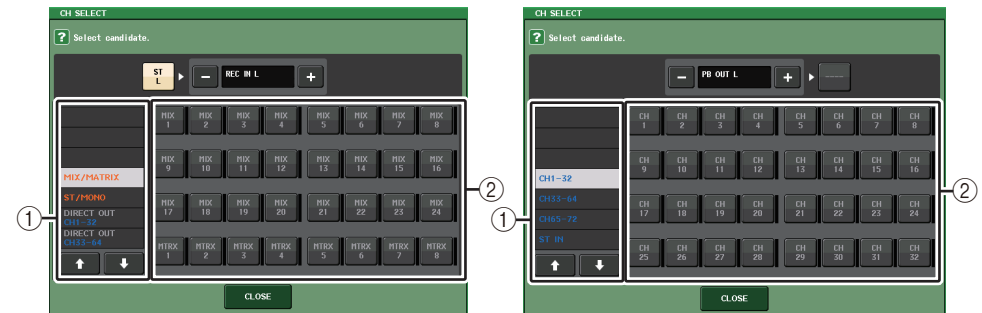 CH SELECT
? Select candidate.
ST L − REC IN L +
MIX 1 MIX 2 MIX 3 MIX 4 MIX 5 MIX 6 MIX 7 MIX 8
MIX 9 MIX 10 MIX 11 MIX 12 MIX 13 MIX 14 MIX 15 MIX 16
MIX 17 MIX 18 MIX 19 MIX 20 MIX 21 MIX 22 MIX 23 MIX 24
MTRX 1 MTRX 2 MTRX 3 MTRX 4 MTRX 5 MTRX 6 MTRX 7 MTRX 8
MIX/MATRIX
ST/MONO
DIRECT OUT
CH1-32
DIRECT OUT
CH33-64
CLOSE
1
2
CH SELECT
? Select candidate.
− PB OUT L + ----
CH 1 CH 2 CH 3 CH 4 CH 5 CH 6 CH 7 CH 8
CH 9 CH 10 CH 11 CH 12 CH 13 CH 14 CH 15 CH 16
CH 17 CH 18 CH 19 CH 20 CH 21 CH 22 CH 23 CH 24
CH 25 CH 26 CH 27 CH 28 CH 29 CH 30 CH 31 CH 32
CH1-32
CH33-64
CH65-72
ST IN
CLOSE
1
2